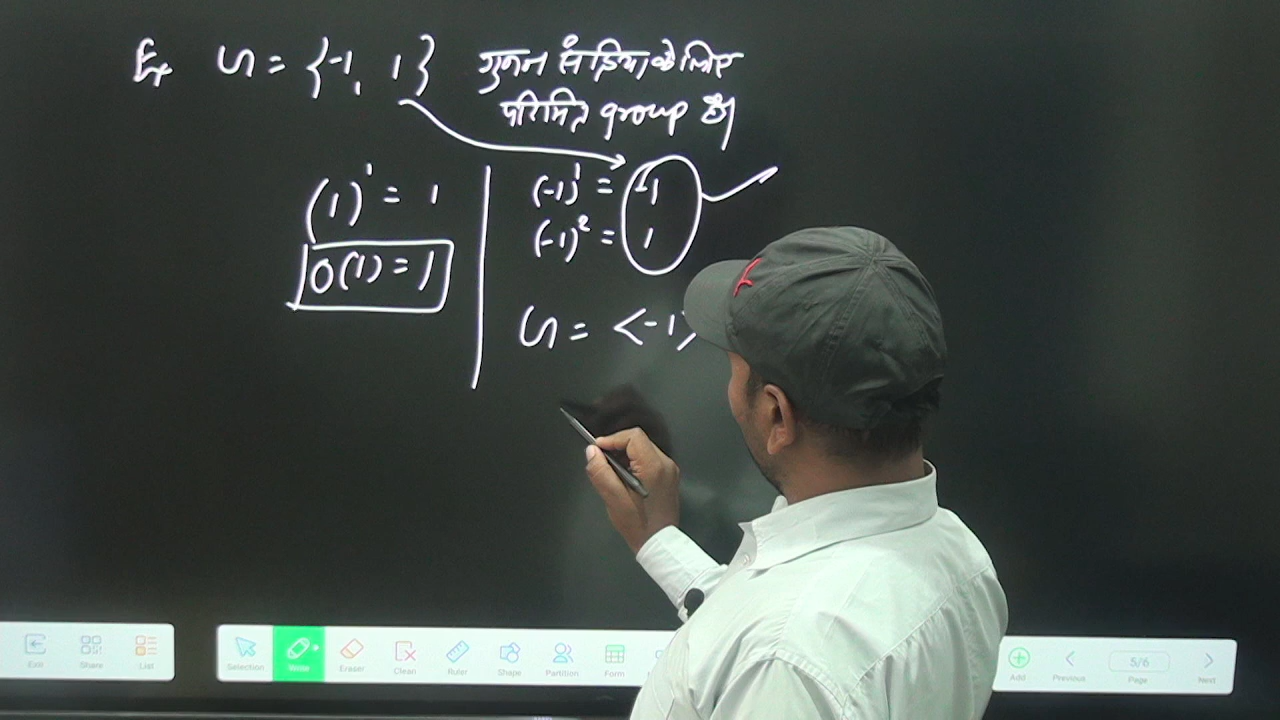 Ex G = {-1, 1} गुणन संक्रिया के लिए
परिमित group है।
(1)¹ = 1
O(1) = 1
(-1)¹ = -1
(-1)² = 1
G = <-1>
Exit
Share
List
Selection
Write
Eraser
Clean
Ruler
Shape
Partition
Form
Add
Previous
5/6
Page
Next